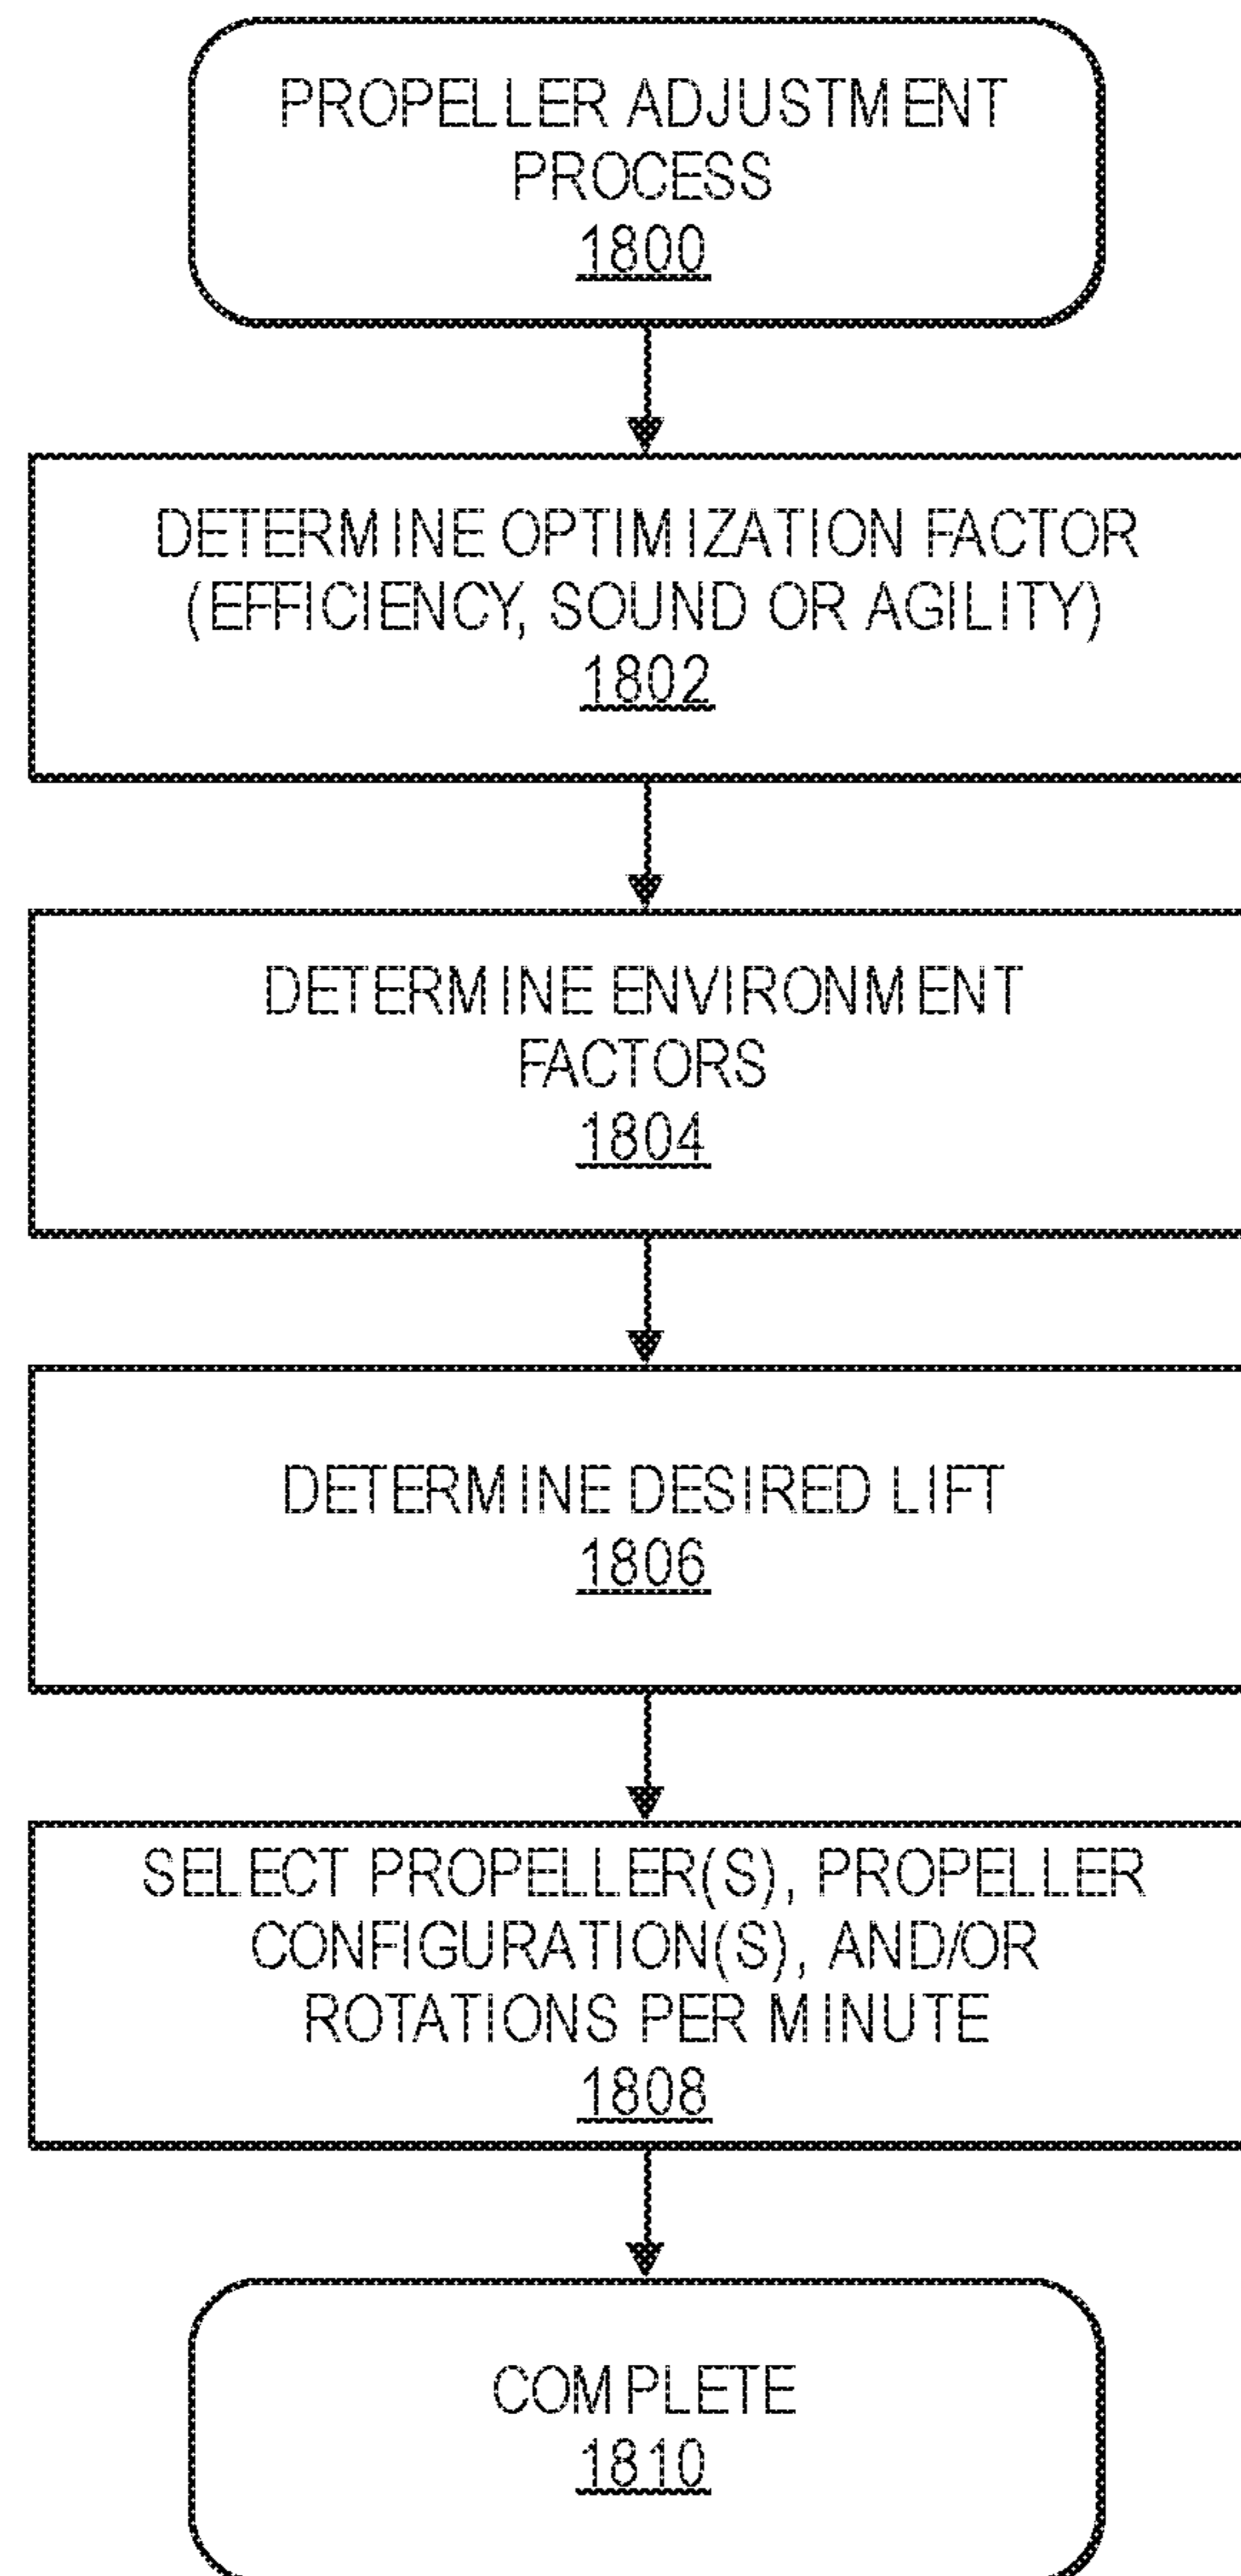 PROPELLER ADJUSTMENT
PROCESS
1800
DETERMINE OPTIMIZATION FACTOR
(EFFICIENCY, SOUND OR AGILITY)
1802
DETERMINE ENVIRONMENT
FACTORS
1804
DETERMINE DESIRED LIFT
1806
SELECT PROPELLER(S), PROPELLER
CONFIGURATION(S), AND/OR
ROTATIONS PER MINUTE
1808
COMPLETE
1810